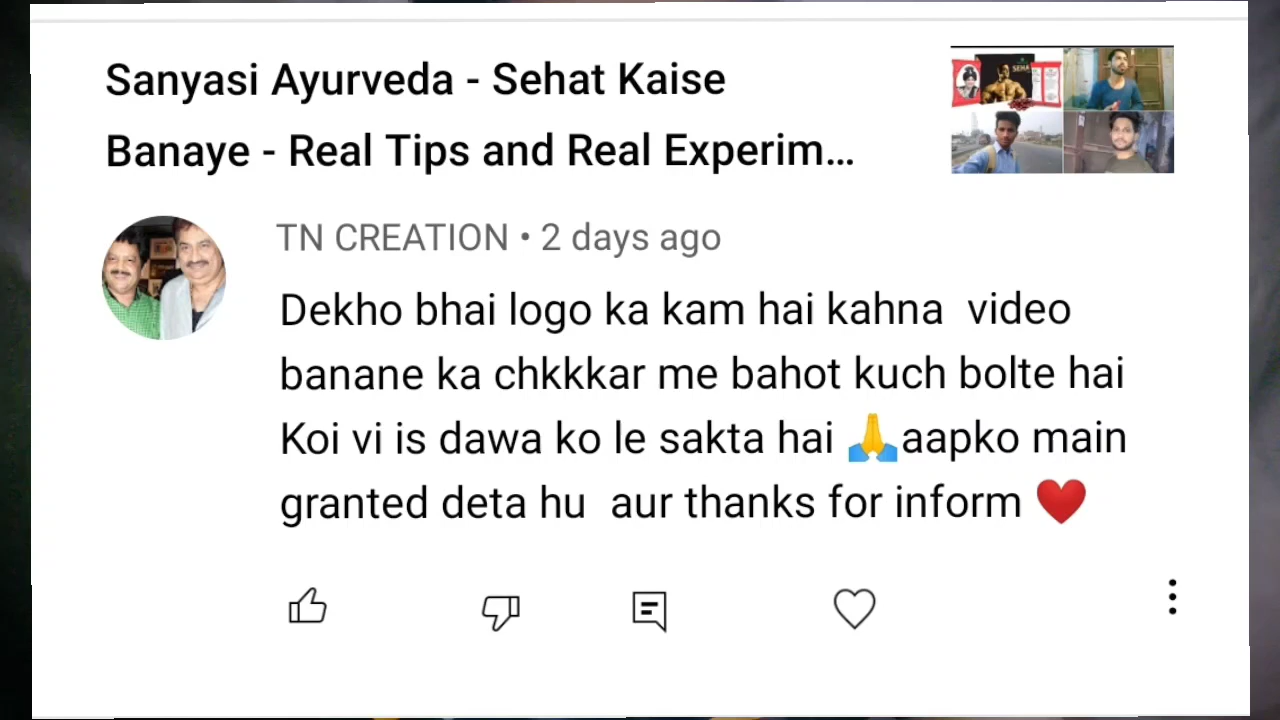 Sanyasi Ayurveda - Sehat Kaise
Banaye - Real Tips and Real Experim...
SEHA
TN CREATION • 2 days ago
Dekho bhai logo ka kam hai kahna video
banane ka chkkkar me bahot kuch bolte hai
Koi vi is dawa ko le sakta hai 🙏aapko main
granted deta hu aur thanks for inform ❤️